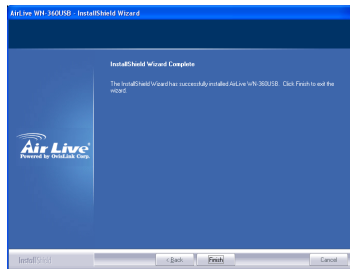 AirLive WN-360USB - InstallShield Wizard
InstallShield Wizard Complete
The InstallShield Wizard has successfully installed AirLive WN-360USB. Click Finish to exit the
wizard.
Air Live
Powered by OvisLink Corp.
InstallShield
< Back
Finish
Cancel